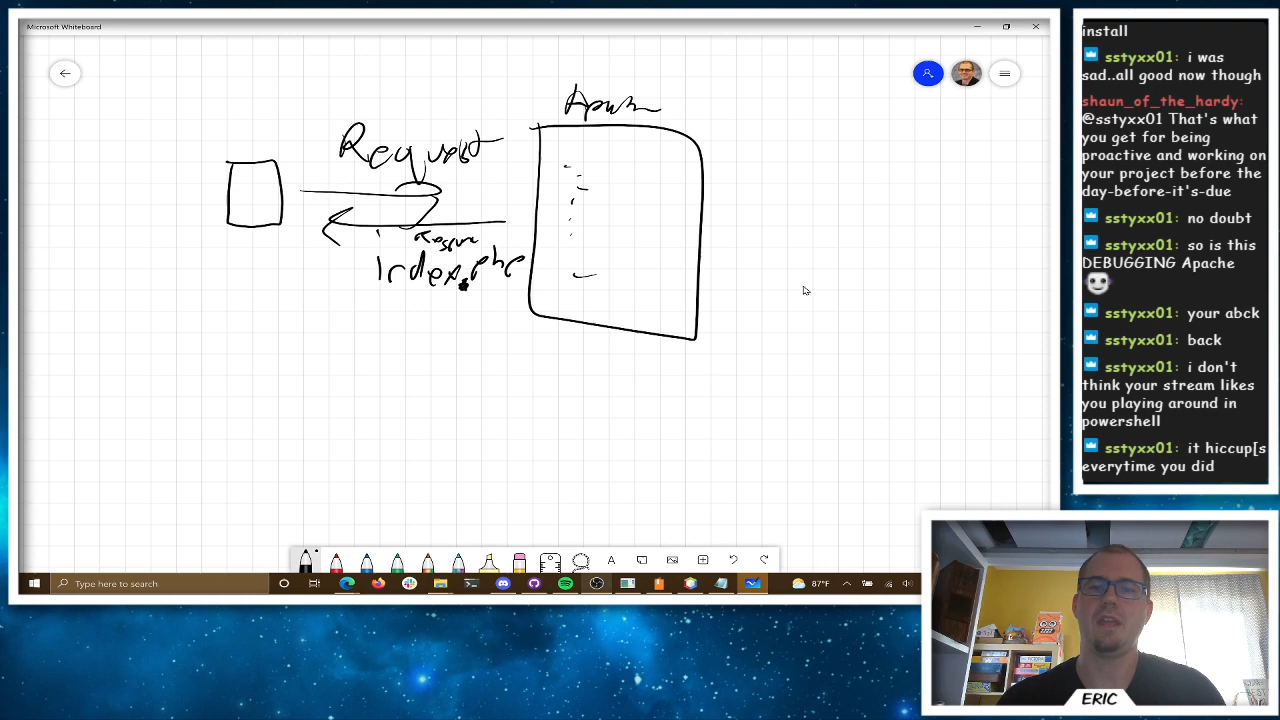 Microsoft Whiteboard
Apache
Request
Response
index.php
Type here to search
87°F
install
sstyxx01: i was
sad..all good now though
shaun_of_the_hardy:
@sstyxx01 That's what
you get for being
proactive and working on
your project before the
day-before-it's-due
sstyxx01: no doubt
sstyxx01: so is this
DEBUGGING Apache
sstyxx01: your abck
sstyxx01: back
sstyxx01: i don't
think your stream likes
you playing around in
powershell
sstyxx01: it hiccup[s
everytime you did
ERIC